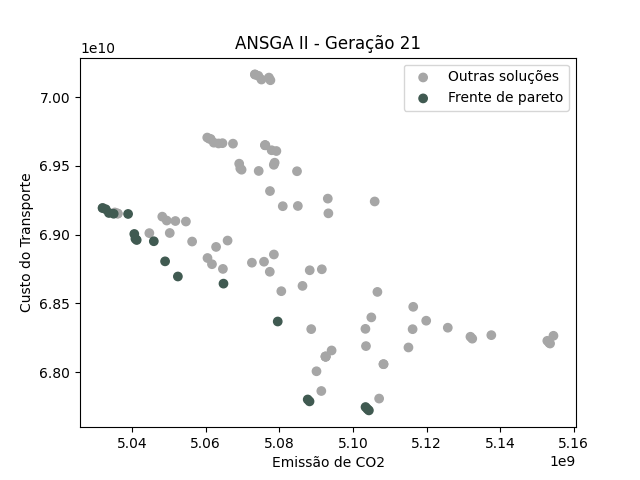 ANSGA II - Geração 21
1e10
Outras soluções
Frente de pareto
7.00
6.95
6.90
6.85
6.80
Custo do Transporte
5.04 5.06 5.08 5.10 5.12 5.14 5.16
Emissão de CO2
1e9